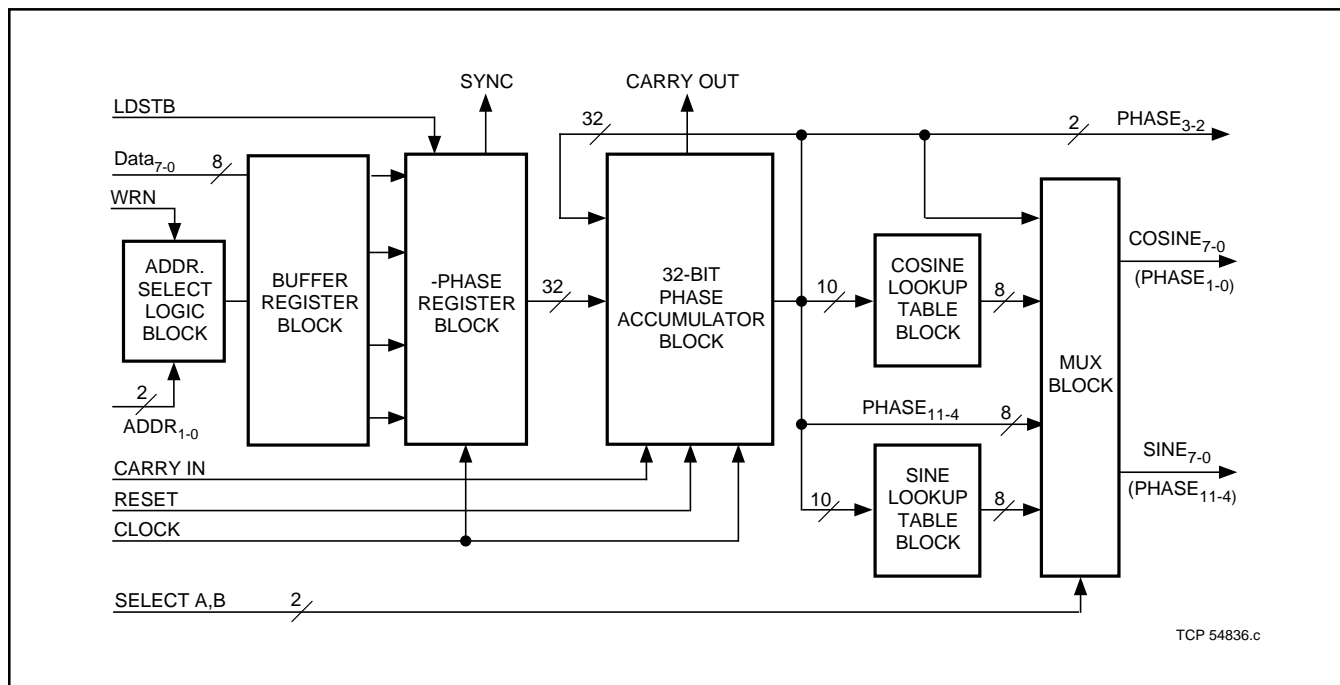 SYNC
CARRY OUT
LDSTB
32
2
PHASE3-2
Data7-0
8
WRN
ADDR.
SELECT
LOGIC
BLOCK
BUFFER
REGISTER
BLOCK
-PHASE
REGISTER
BLOCK
32
32-BIT
PHASE
ACCUMULATOR
BLOCK
10
COSINE
LOOKUP
TABLE
BLOCK
8
MUX
BLOCK
COSINE7-0
(PHASE1-0)
2
ADDR1-0
PHASE11-4
8
CARRY IN
RESET
CLOCK
10
SINE
LOOKUP
TABLE
BLOCK
8
SINE7-0
(PHASE11-4)
SELECT A,B
2
TCP 54836.c